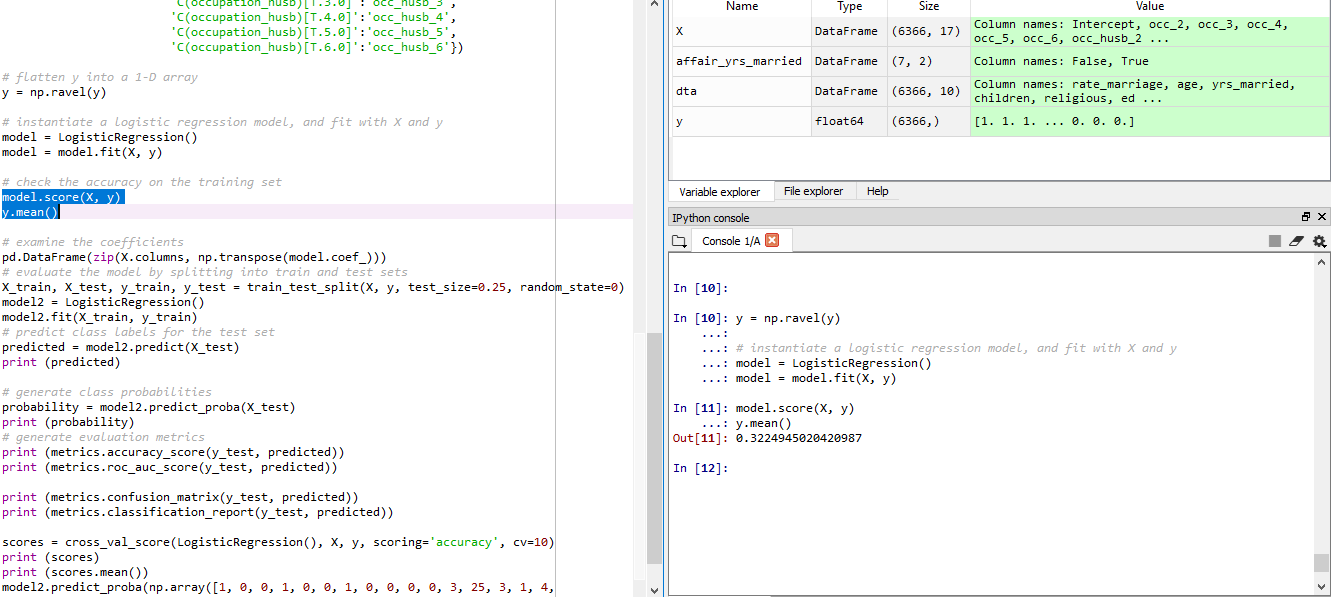 'C(occupation_husb)[T.3.0]':'occ_husb_3',
'C(occupation_husb)[T.4.0]':'occ_husb_4',
'C(occupation_husb)[T.5.0]':'occ_husb_5',
'C(occupation_husb)[T.6.0]':'occ_husb_6'})
# flatten y into a 1-D array
y = np.ravel(y)
# instantiate a logistic regression model, and fit with X and y
model = LogisticRegression()
model = model.fit(X, y)
# check the accuracy on the training set
model.score(X, y)
y.mean()
# examine the coefficients
pd.DataFrame(zip(X.columns, np.transpose(model.coef_)))
# evaluate the model by splitting into train and test sets
X_train, X_test, y_train, y_test = train_test_split(X, y, test_size=0.25, random_state=0)
model2 = LogisticRegression()
model2.fit(X_train, y_train)
# predict class labels for the test set
predicted = model2.predict(X_test)
print (predicted)
# generate class probabilities
probability = model2.predict_proba(X_test)
print (probability)
# generate evaluation metrics
print (metrics.accuracy_score(y_test, predicted))
print (metrics.roc_auc_score(y_test, predicted))
print (metrics.confusion_matrix(y_test, predicted))
print (metrics.classification_report(y_test, predicted))
scores = cross_val_score(LogisticRegression(), X, y, scoring='accuracy', cv=10)
print (scores)
print (scores.mean())
model2.predict_proba(np.array([1, 0, 0, 1, 0, 0, 1, 0, 0, 0, 0, 3, 25, 3, 1, 4,
Name Type Size Value
X DataFrame (6366, 17) Column names: Intercept, occ_2, occ_3, occ_4,
occ_5, occ_6, occ_husb_2 ...
affair_yrs_married DataFrame (7, 2) Column names: False, True
dta DataFrame (6366, 10) Column names: rate_marriage, age, yrs_married,
children, religious, ed ...
y float64 (6366,) [1. 1. 1. ... 0. 0. 0.]
Variable explorer File explorer Help
IPython console
Console 1/A
In [10]:
In [10]: y = np.ravel(y)
...:
...: # instantiate a logistic regression model, and fit with X and y
...: model = LogisticRegression()
...: model = model.fit(X, y)
In [11]: model.score(X, y)
...: y.mean()
Out[11]: 0.3224945020420987
In [12]: